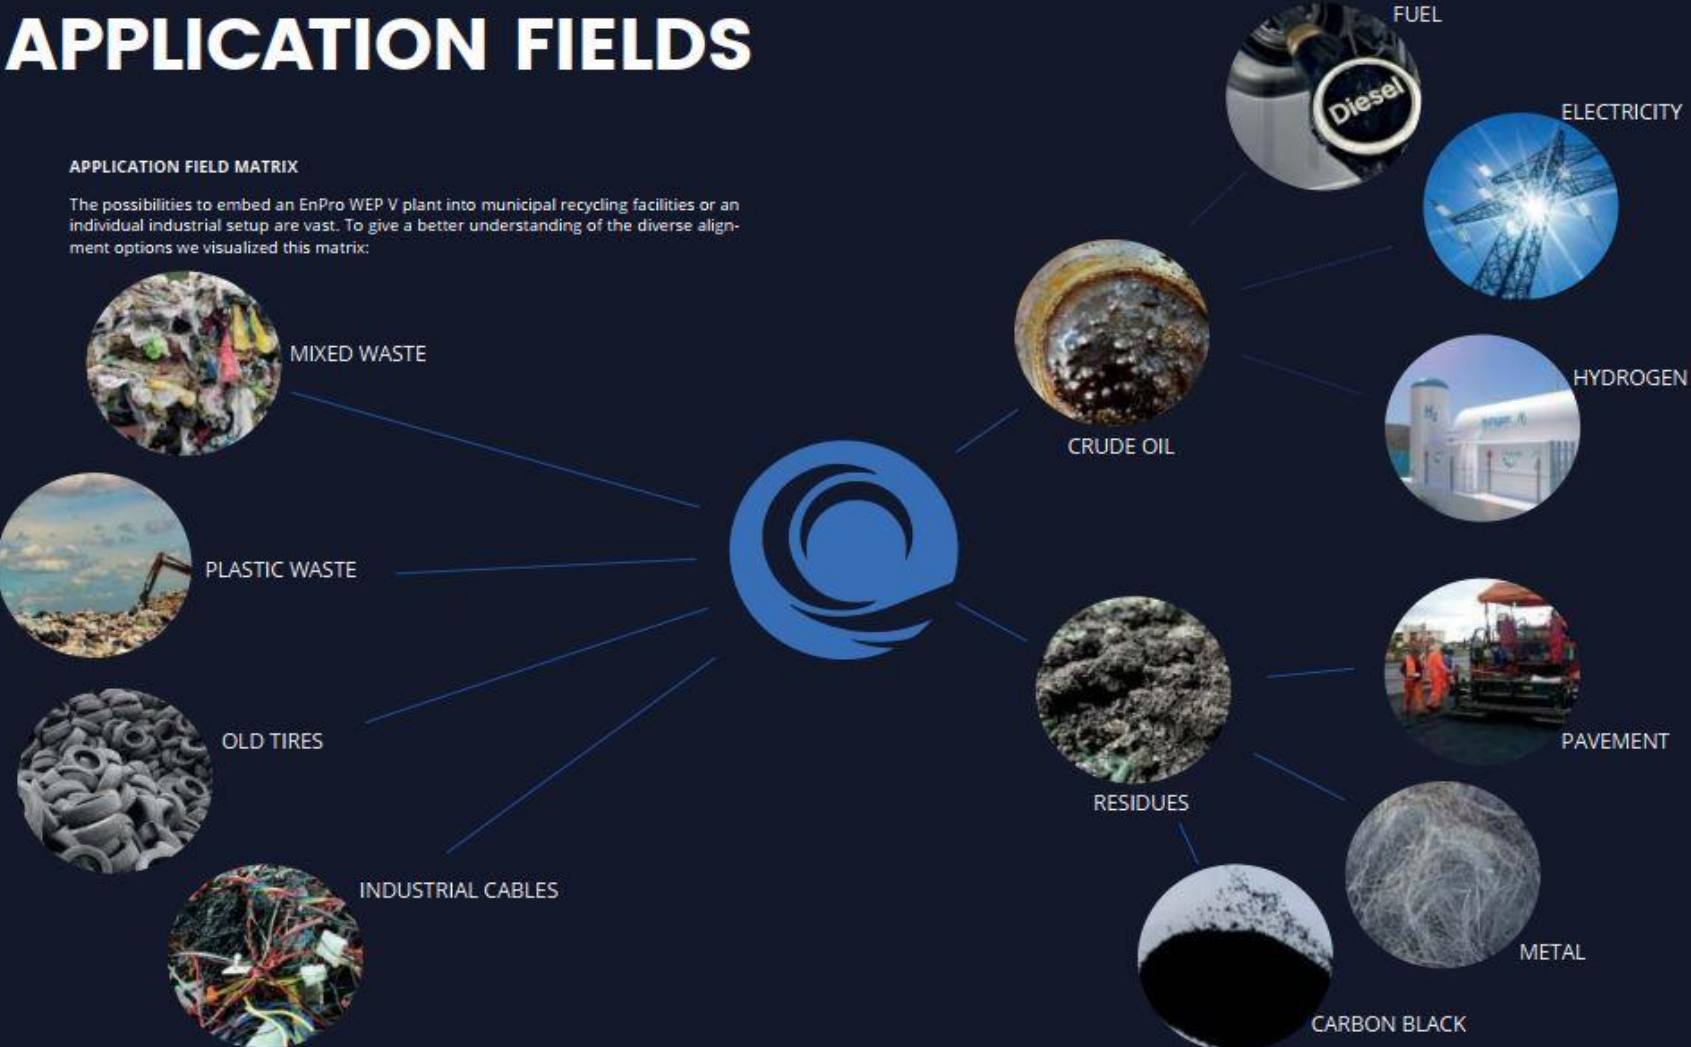 APPLICATION FIELDS
APPLICATION FIELD MATRIX
The possibilities to embed an EnPro WEP V plant into municipal recycling facilities or an
individual industrial setup are vast. To give a better understanding of the diverse align-
ment options we visualized this matrix:
MIXED WASTE
PLASTIC WASTE
OLD TIRES
INDUSTRIAL CABLES
CRUDE OIL
RESIDUES
FUEL
Diesel
ELECTRICITY
HYDROGEN
H₂
PAVEMENT
METAL
CARBON BLACK